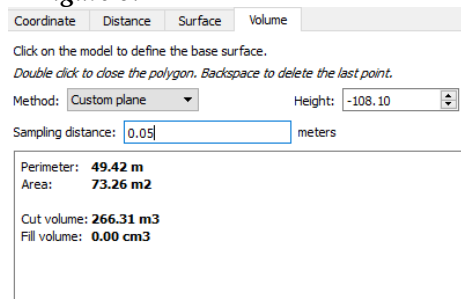 Coordinate Distance Surface Volume
Click on the model to define the base surface.
Double click to close the polygon. Backspace to delete the last point.
Method: Custom plane Height: -108.10
Sampling distance: 0.05 meters
Perimeter: 49.42 m
Area: 73.26 m2
Cut volume: 266.31 m3
Fill volume: 0.00 cm3